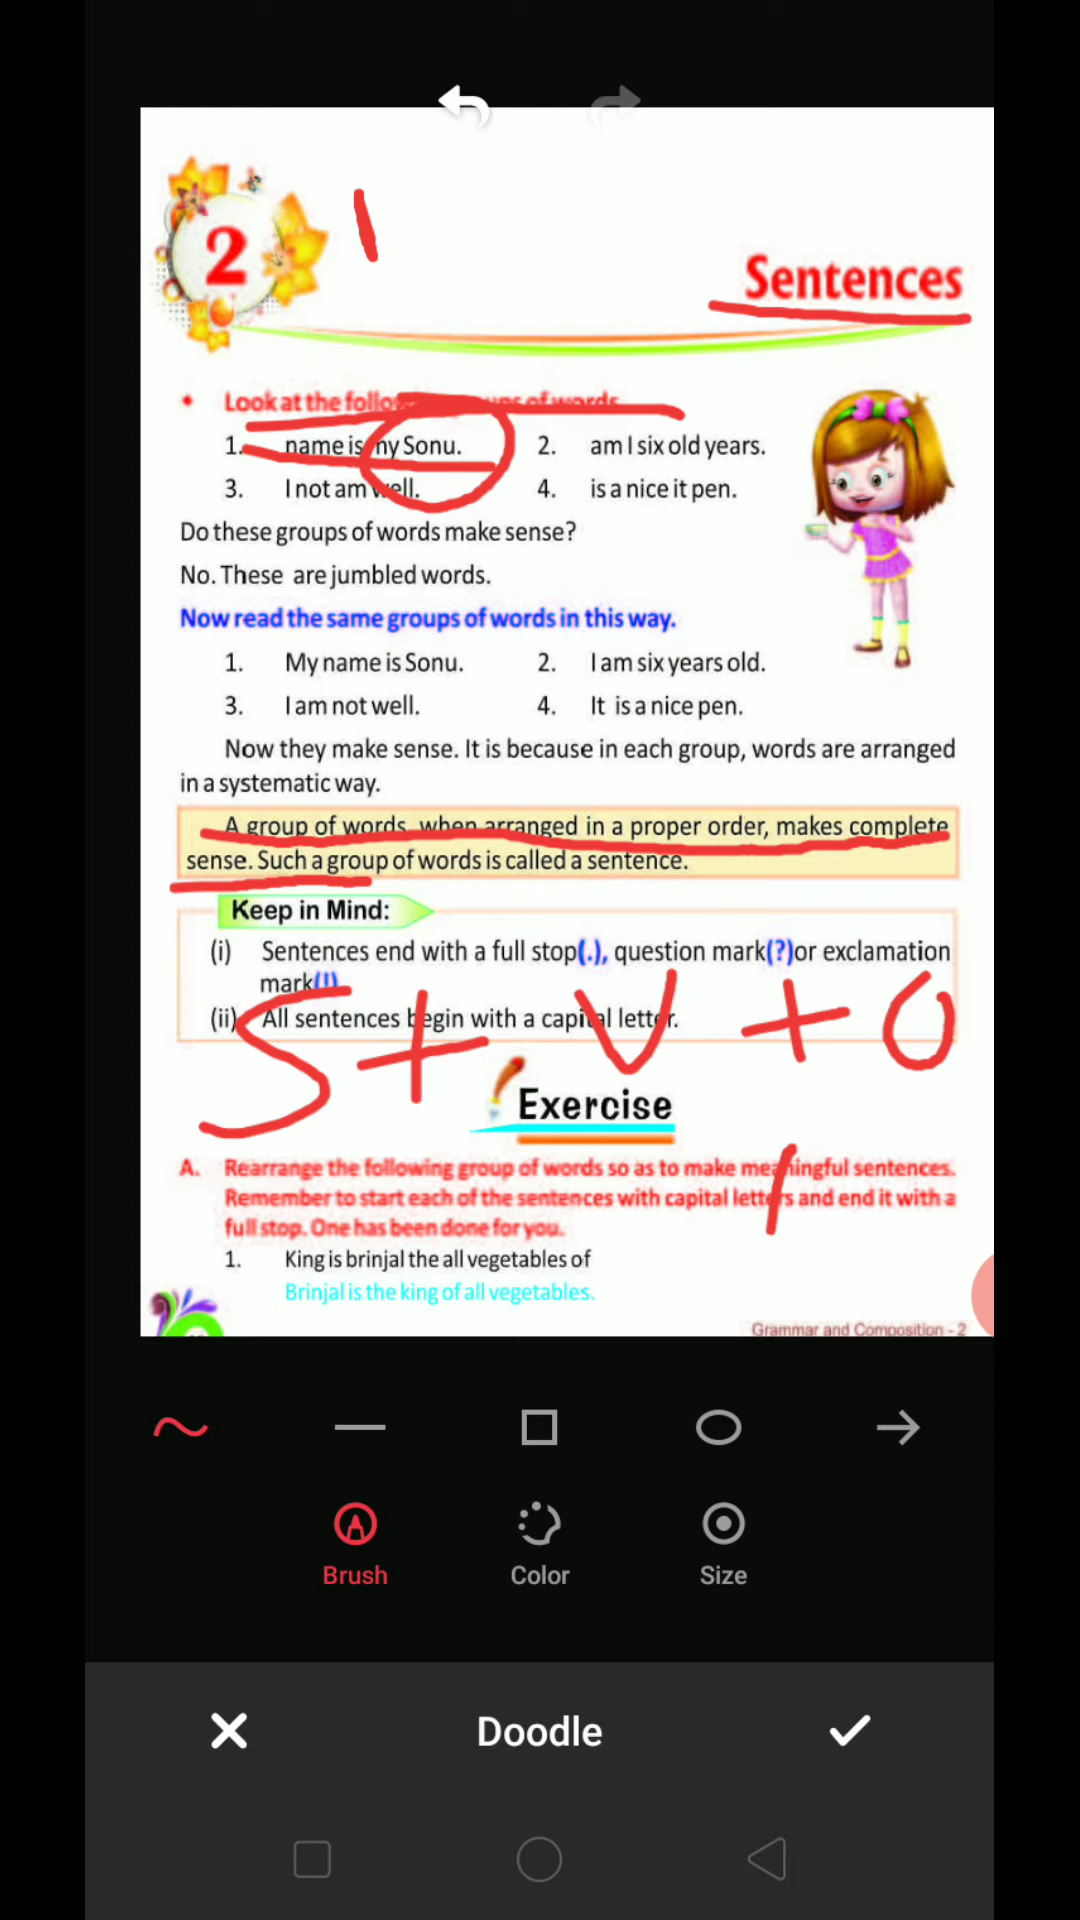 2
Sentences
Look at the following groups of words
1. name is my Sonu. 2. am I six old years.
3. I not am well. 4. is a nice it pen.
Do these groups of words make sense?
No. These are jumbled words.
Now read the same groups of words in this way.
1. My name is Sonu. 2. I am six years old.
3. I am not well. 4. It is a nice pen.
Now they make sense. It is because in each group, words are arranged
in a systematic way.
A group of words, when arranged in a proper order, makes complete
sense. Such a group of words is called a sentence.
Keep in Mind:
(i) Sentences end with a full stop(.), question mark(?)or exclamation
mark(!)
(ii) All sentences begin with a capital letter.
S + V + O
Exercise
A. Rearrange the following group of words so as to make meaningful sentences.
Remember to start each of the sentences with capital letters and end it with a
full stop. One has been done for you.
1. King is brinjal the all vegetables of
Brinjal is the king of all vegetables.
Grammar and Composition - 2
Brush Color Size
Doodle